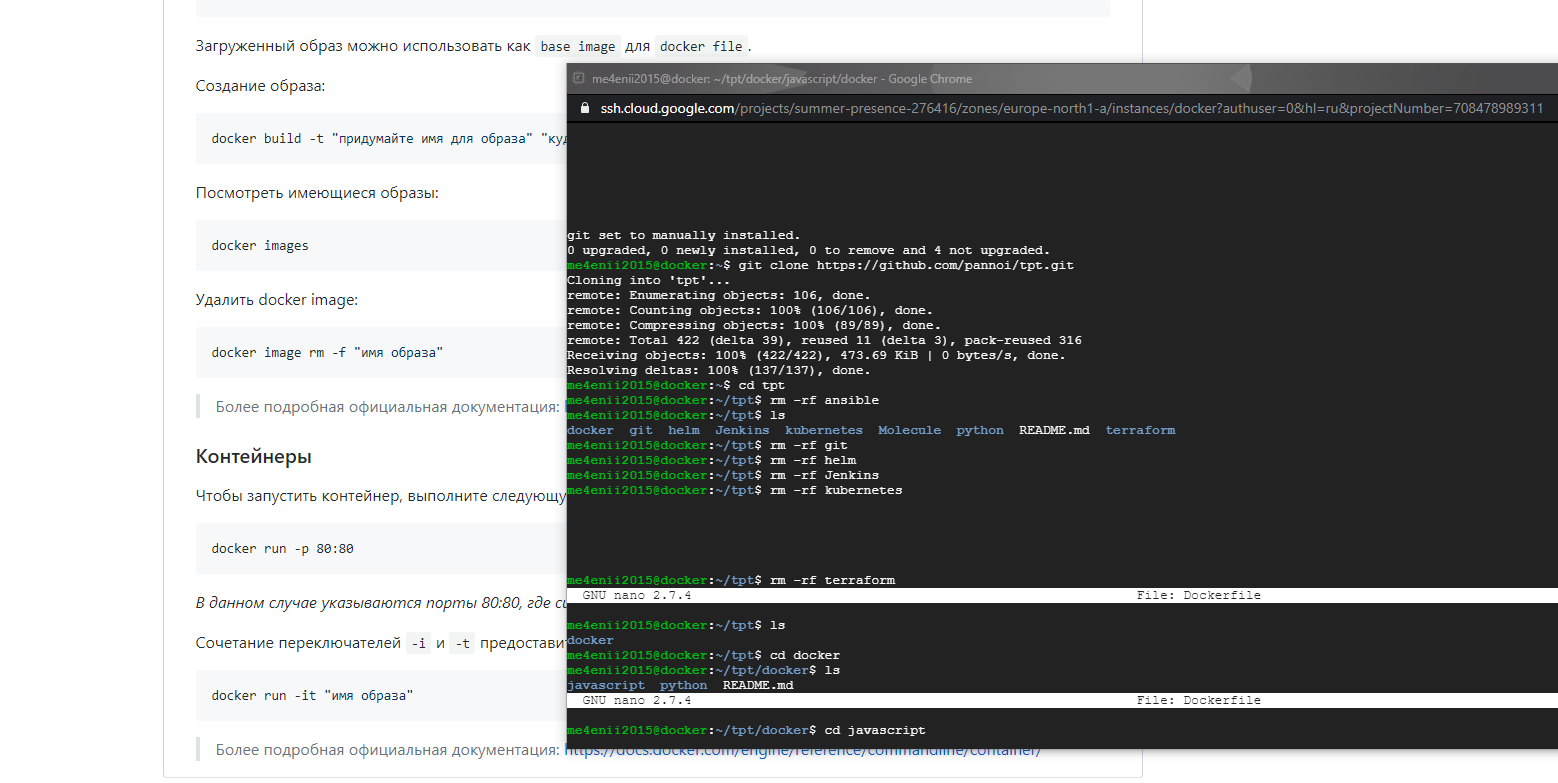 Загруженный образ можно использовать как base image для docker file.
Создание образа:
docker build -t "придумайте имя для образа"
Посмотреть имеющиеся образы:
docker images
Удалить docker image:
docker image rm -f "имя образа"
Более подробная официальная документация:
Контейнеры
Чтобы запустить контейнер, выполните
docker run -p 80:80
В данном случае указываются порты 80:80, где
Сочетание переключателей -i и -t
docker run -it "имя образа"
Более подробная официальная документация: https://docs.docker.com/engine/reference/commandline/container/
me4enii2015@docker: ~/tpt/docker/javascript/docker - Google Chrome
ssh.cloud.google.com/projects/summer-presence-276416/zones/europe-north1-a/instances/docker?authuser=0&hl=ru&projectNumber=708478989311
git set to manually installed.
0 upgraded, 0 newly installed, 0 to remove and 4 not upgraded.
me4enii2015@docker:~$ git clone https://github.com/pannoi/tpt.git
Cloning into 'tpt'...
remote: Enumerating objects: 106, done.
remote: Counting objects: 100% (106/106), done.
remote: Compressing objects: 100% (89/89), done.
remote: Total 422 (delta 39), reused 11 (delta 3), pack-reused 316
Receiving objects: 100% (422/422), 473.69 KiB | 0 bytes/s, done.
Resolving deltas: 100% (137/137), done.
me4enii2015@docker:~$ cd tpt
me4enii2015@docker:~/tpt$ rm -rf ansible
me4enii2015@docker:~/tpt$ ls
docker git helm Jenkins kubernetes Molecule python README.md terraform
me4enii2015@docker:~/tpt$ rm -rf git
me4enii2015@docker:~/tpt$ rm -rf helm
me4enii2015@docker:~/tpt$ rm -rf Jenkins
me4enii2015@docker:~/tpt$ rm -rf kubernetes
me4enii2015@docker:~/tpt$ rm -rf terraform
GNU nano 2.7.4 File: Dockerfile
me4enii2015@docker:~/tpt$ ls
docker
me4enii2015@docker:~/tpt$ cd docker
me4enii2015@docker:~/tpt/docker$ ls
javascript python README.md
GNU nano 2.7.4 File: Dockerfile
me4enii2015@docker:~/tpt/docker$ cd javascript